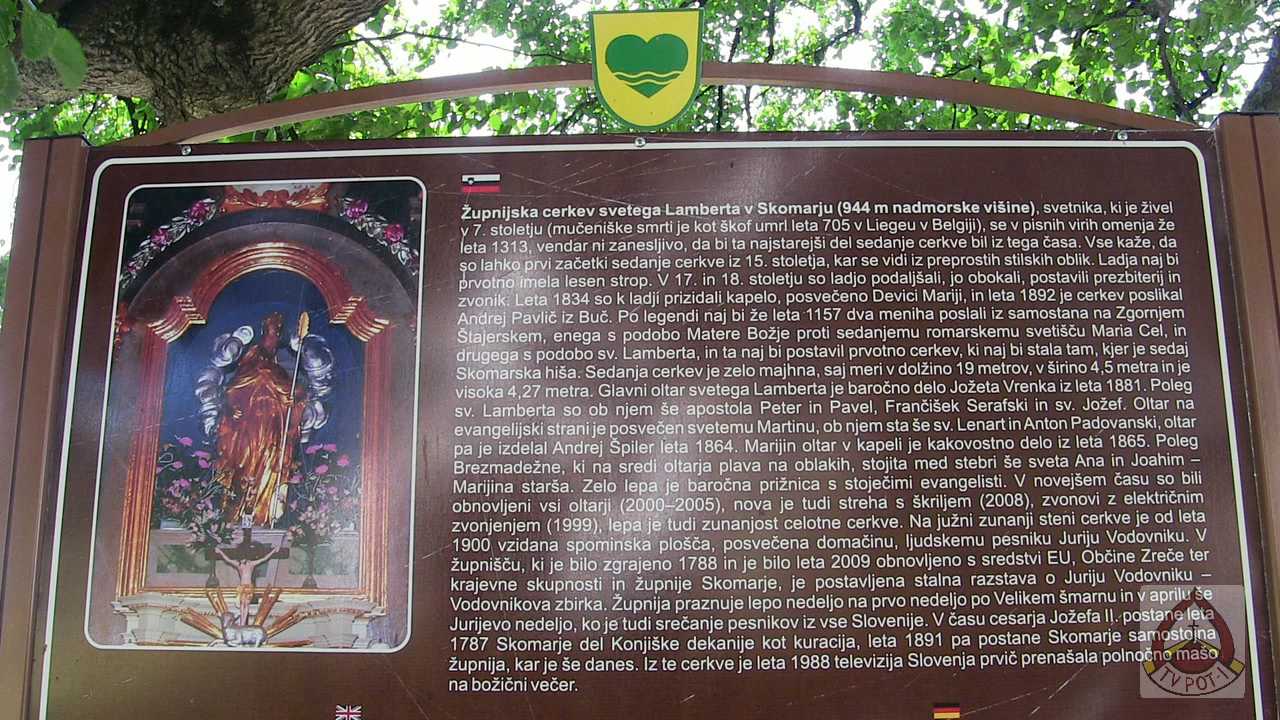 Župnijska cerkev svetega Lamberta v Skomarju (944 m nadmorske višine), svetnika, ki je živel
v 7. stoletju (mučeniške smrti je kot škof umrl leta 705 v Liegeu v Belgiji), se v pisnih virih omenja že
leta 1313, vendar ni zanesljivo, da bi ta najstarejši del sedanje cerkve bil iz tega časa. Vse kaže, da
so lahko prvi začetki sedanje cerkve iz 15. stoletja, kar se vidi iz preprostih stilskih oblik. Ladja naj bi
prvotno imela lesen strop. V 17. in 18. stoletju so ladjo podaljšali, jo obokali, postavili prezbiterij in
zvonik. Leta 1834 so k ladji prizidali kapelo, posvečeno Devici Mariji, in leta 1892 je cerkev poslikal
Andrej Pavlič iz Buč. Po legendi naj bi že leta 1157 dva meniha poslali iz samostana na Zgornjem
Štajerskem, enega s podobo Matere Božje proti sedanjemu romarskemu svetišču Maria Cel, in
drugega s podobo sv. Lamberta, in ta naj bi postavil prvotno cerkev, ki naj bi stala tam, kjer je sedaj
Skomarska hiša. Sedanja cerkev je zelo majhna, saj meri v dolžino 19 metrov, v širino 4,5 metra in je
visoka 4,27 metra. Glavni oltar svetega Lamberta je baročno delo Jožeta Vrenka iz leta 1881. Poleg
sv. Lamberta so ob njem še apostola Peter in Pavel, Frančišek Serafski in sv. Jožef. Oltar na
evangelijski strani je posvečen svetemu Martinu, ob njem sta še sv. Lenart in Anton Padovanski, oltar
pa je izdelal Andrej Špiler leta 1864. Marijin oltar v kapeli je kakovostno delo iz leta 1865. Poleg
Brezmadežne, ki na sredi oltarja plava na oblakih, stojita med stebri še sveta Ana in Joahim –
Marijina starša. Zelo lepa je baročna prižnica s stoječimi evangelisti. V novejšem času so bili
obnovljeni vsi oltarji (2000–2005), nova je tudi streha s škriljem (2008), zvonovi z električnim
zvonjenjem (1999), lepa je tudi zunanjost celotne cerkve. Na južni zunanji steni cerkve je od leta
1900 vzidana spominska plošča, posvečena domačinu, ljudskemu pesniku Juriju Vodovniku. V
župnišču, ki je bilo zgrajeno 1788 in je bilo leta 2009 obnovljeno s sredstvi EU, Občine Zreče ter
krajevne skupnosti in župnije Skomarje, je postavljena stalna razstava o Juriju Vodovniku –
Vodovnikova zbirka. Župnija praznuje lepo nedeljo na prvo nedeljo po Velikem šmarnu in v aprilu še
Jurijevo nedeljo, ko je tudi srečanje pesnikov iz vse Slovenije. V času cesarja Jožefa II. postane leta
1787 Skomarje del Konjiške dekanije kot kuracija, leta 1891 pa postane Skomarje samostojna
župnija, kar je še danes. Iz te cerkve je leta 1988 televizija Slovenija prvič prenašala polnočno mašo
na božični večer.
TV POT-1